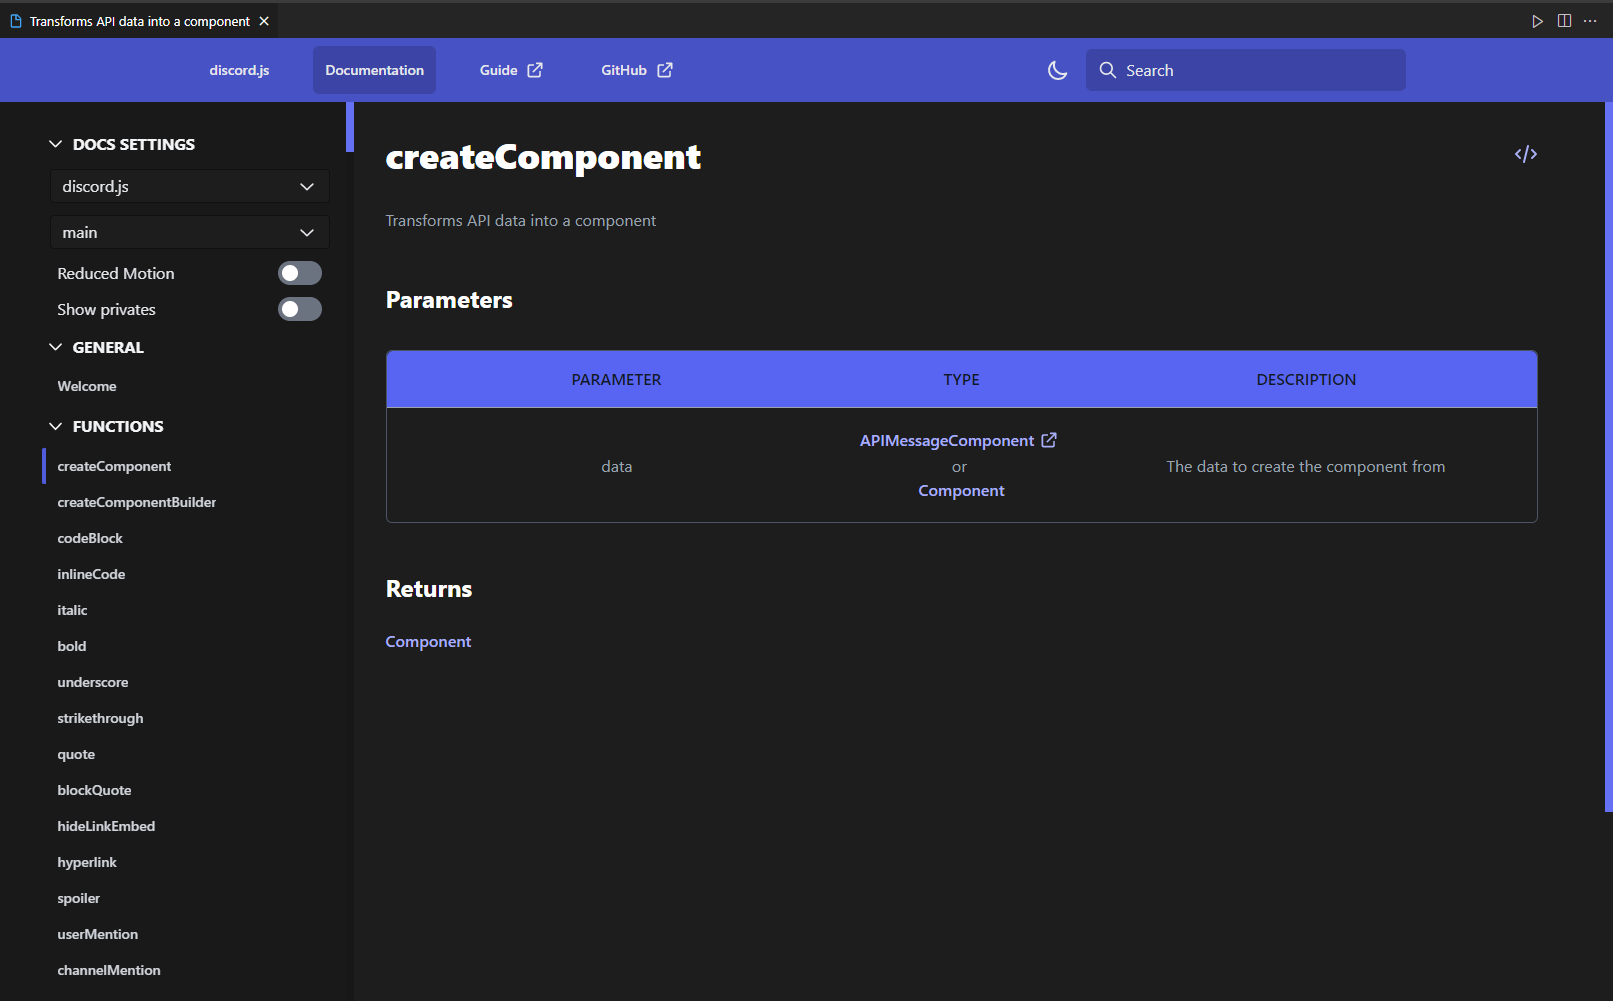 Transforms API data into a component
discord.js
Documentation
Guide
GitHub
Search
DOCS SETTINGS
discord.js
main
Reduced Motion
Show privates
GENERAL
Welcome
FUNCTIONS
createComponent
createComponentBuilder
codeBlock
inlineCode
italic
bold
underscore
strikethrough
quote
blockQuote
hideLinkEmbed
hyperlink
spoiler
userMention
channelMention
createComponent
</>
Transforms API data into a component
Parameters
PARAMETER TYPE DESCRIPTION
data
APIMessageComponent
or
Component
The data to create the component from
Returns
Component